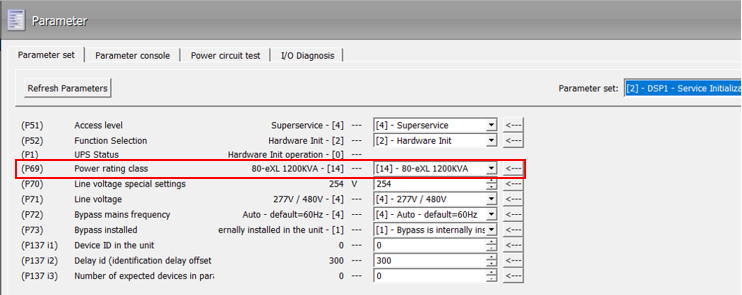 Parameter
Parameter set Parameter console Power circuit test I/O Diagnosis
Refresh Parameters Parameter set: [2] - DSP1 - Service Initializa
(P51) Access level Superservice - [4] --- [4] - Superservice <---
(P52) Function Selection Hardware Init - [2] --- [2] - Hardware Init <---
(P1) UPS Status Hardware Init operation - [0] ---
(P69) Power rating class 80-eXL 1200KVA - [14] --- [14] - 80-eXL 1200KVA <---
(P70) Line voltage special settings 254 V 254 <---
(P71) Line voltage 277V / 480V - [4] --- [4] - 277V / 480V <---
(P72) Bypass mains frequency Auto - default=60Hz - [4] --- [4] - Auto - default=60Hz <---
(P73) Bypass installed ernally installed in the unit - [1] --- [1] - Bypass is internally ins <---
(P137 i1) Device ID in the unit 0 --- 0 <---
(P137 i2) Delay id (identification delay offset 300 --- 300 <---
(P137 i3) Number of expected devices in para 0 --- 0 <---